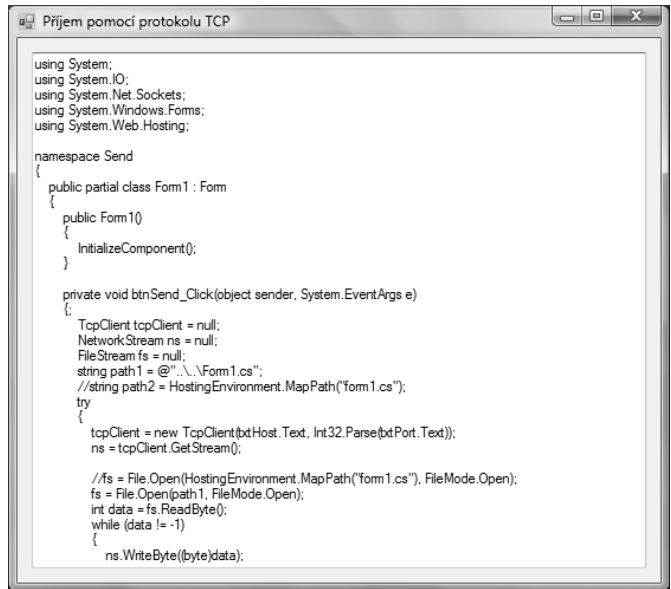 Příjem pomocí protokolu TCP
using System;
using System.IO;
using System.Net.Sockets;
using System.Windows.Forms;
using System.Web.Hosting;
namespace Send
{
public partial class Form1 : Form
{
public Form1()
{
InitializeComponent();
}
private void btnSend_Click(object sender, System.EventArgs e)
{;
TcpClient tcpClient = null;
NetworkStream ns = null;
FileStream fs = null;
string path1 = @"..\..\Form1.cs";
//string path2 = HostingEnvironment.MapPath("form1.cs");
try
{
tcpClient = new TcpClient(txtHost.Text, Int32.Parse(txtPort.Text));
ns = tcpClient.GetStream();
//fs = File.Open(HostingEnvironment.MapPath("form1.cs"), FileMode.Open);
fs = File.Open(path1, FileMode.Open);
int data = fs.ReadByte();
while (data != -1)
{
ns.WriteByte((byte)data);